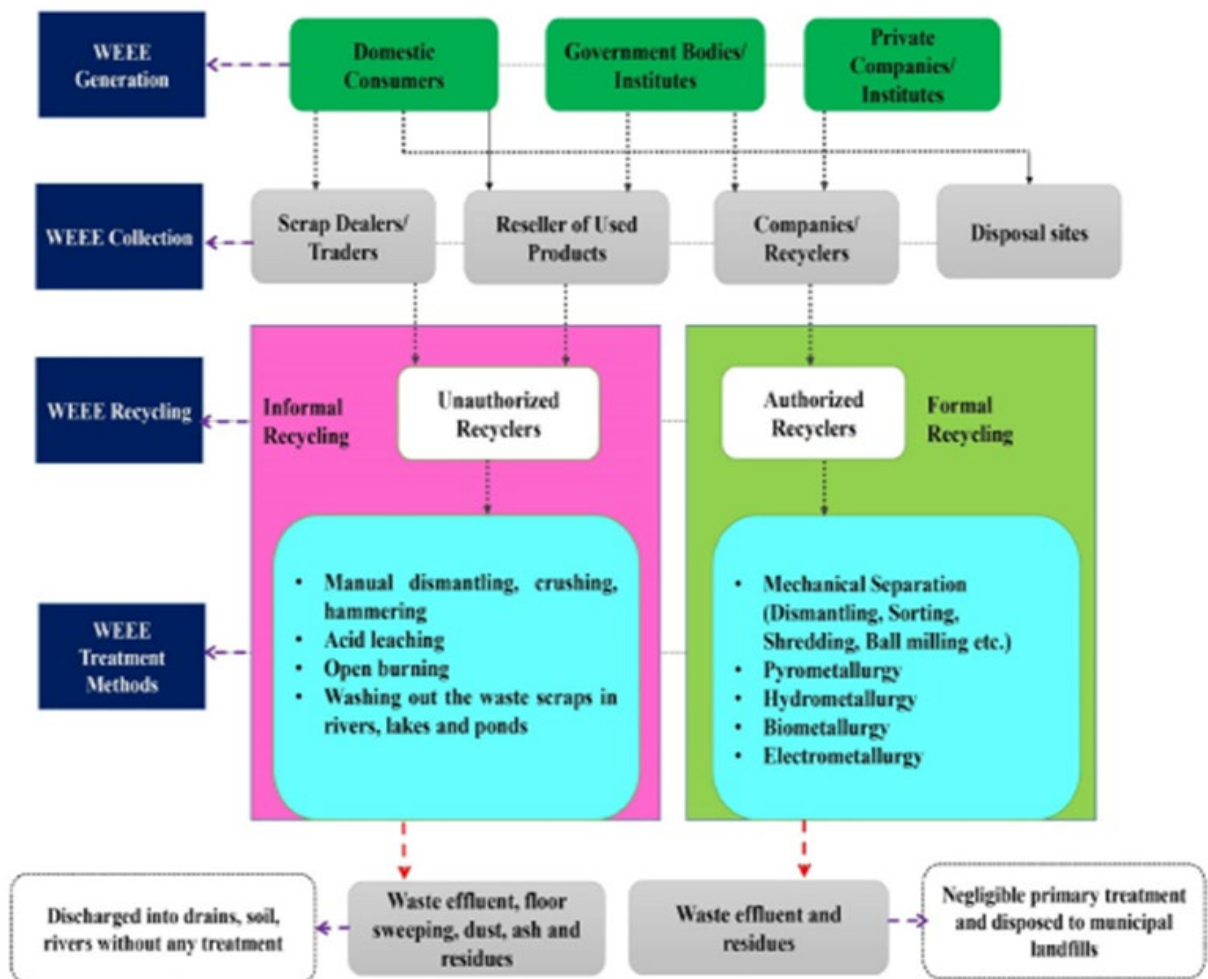 WEEE
Generation
Domestic
Consumers
Government Bodies/
Institutes
Private
Companies/
Institutes
WEEE Collection
Scrap Dealers/
Traders
Reseller of Used
Products
Companies/
Recyclers
Disposal sites
WEEE Recycling
Informal
Recycling
Unauthorized
Recyclers
Authorized
Recyclers
Formal
Recycling
WEEE
Treatment
Methods
• Manual dismantling, crushing,
hammering
• Acid leaching
• Open burning
• Washing out the waste scraps in
rivers, lakes and ponds
• Mechanical Separation
(Dismantling, Sorting,
Shredding, Ball milling etc.)
• Pyrometallurgy
• Hydrometallurgy
• Biometallurgy
• Electrometallurgy
Discharged into drains, soil,
rivers without any treatment
Waste effluent, floor
sweeping, dust, ash and
residues
Waste effluent and
residues
Negligible primary treatment
and disposed to municipal
landfills